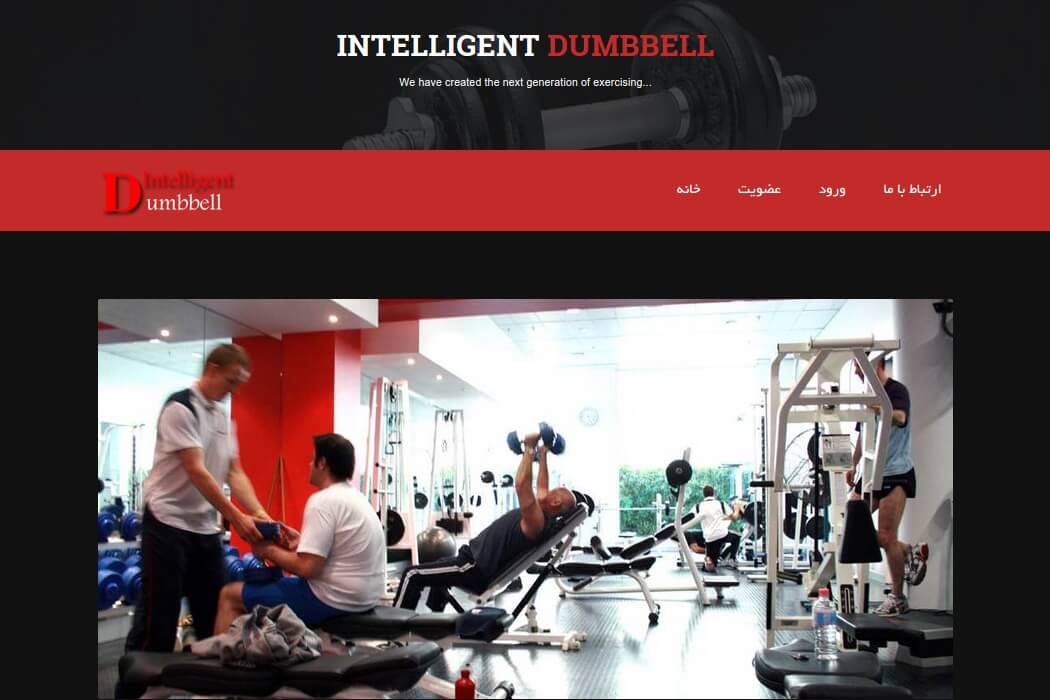 INTELLIGENT DUMBBELL
We have created the next generation of exercising...
Intelligent
Dumbbell
خانه
عضویت
ورود
ارتباط با ما